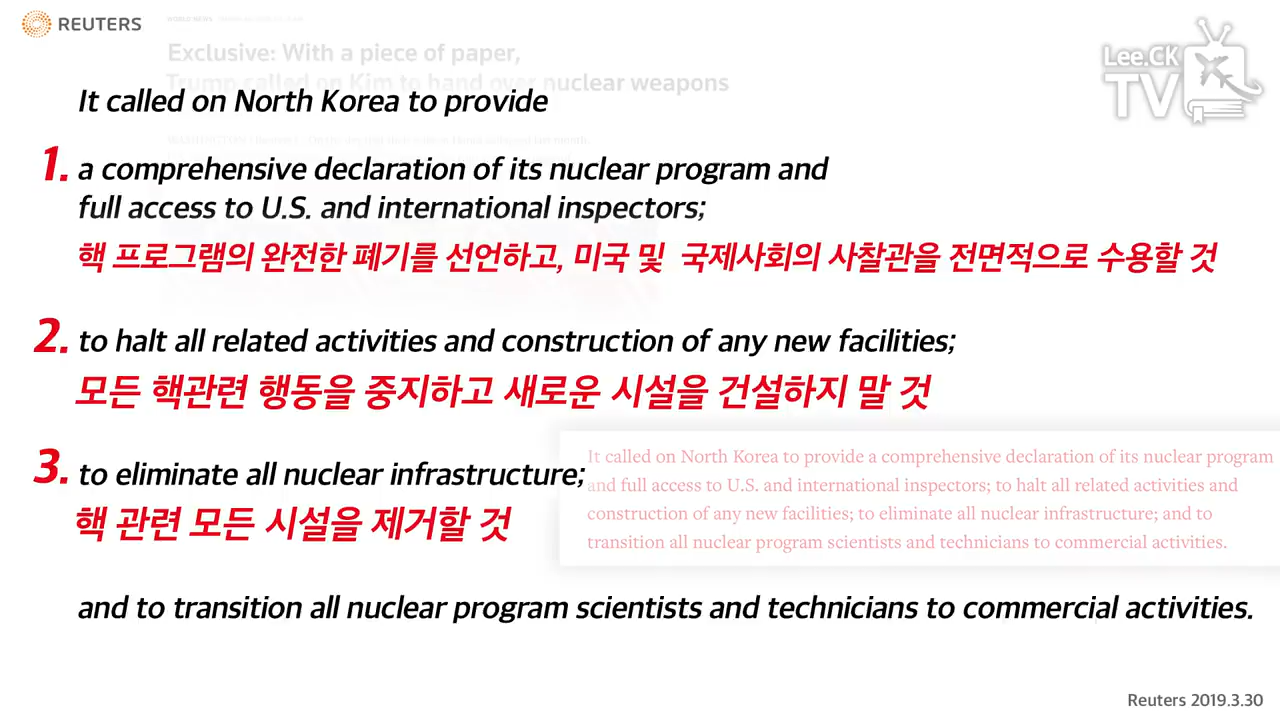 REUTERS
Exclusive: With a piece of paper,
Trump called on Kim to hand over nuclear weapons
Lee.CK
TV
It called on North Korea to provide
1. a comprehensive declaration of its nuclear program and
full access to U.S. and international inspectors;
핵 프로그램의 완전한 폐기를 선언하고, 미국 및 국제사회의 사찰관을 전면적으로 수용할 것
2. to halt all related activities and construction of any new facilities;
모든 핵관련 행동을 중지하고 새로운 시설을 건설하지 말 것
3. to eliminate all nuclear infrastructure;
핵 관련 모든 시설을 제거할 것
It called on North Korea to provide a comprehensive declaration of its nuclear program
and full access to U.S. and international inspectors; to halt all related activities and
construction of any new facilities; to eliminate all nuclear infrastructure; and to
transition all nuclear program scientists and technicians to commercial activities.
and to transition all nuclear program scientists and technicians to commercial activities.
Reuters 2019.3.30